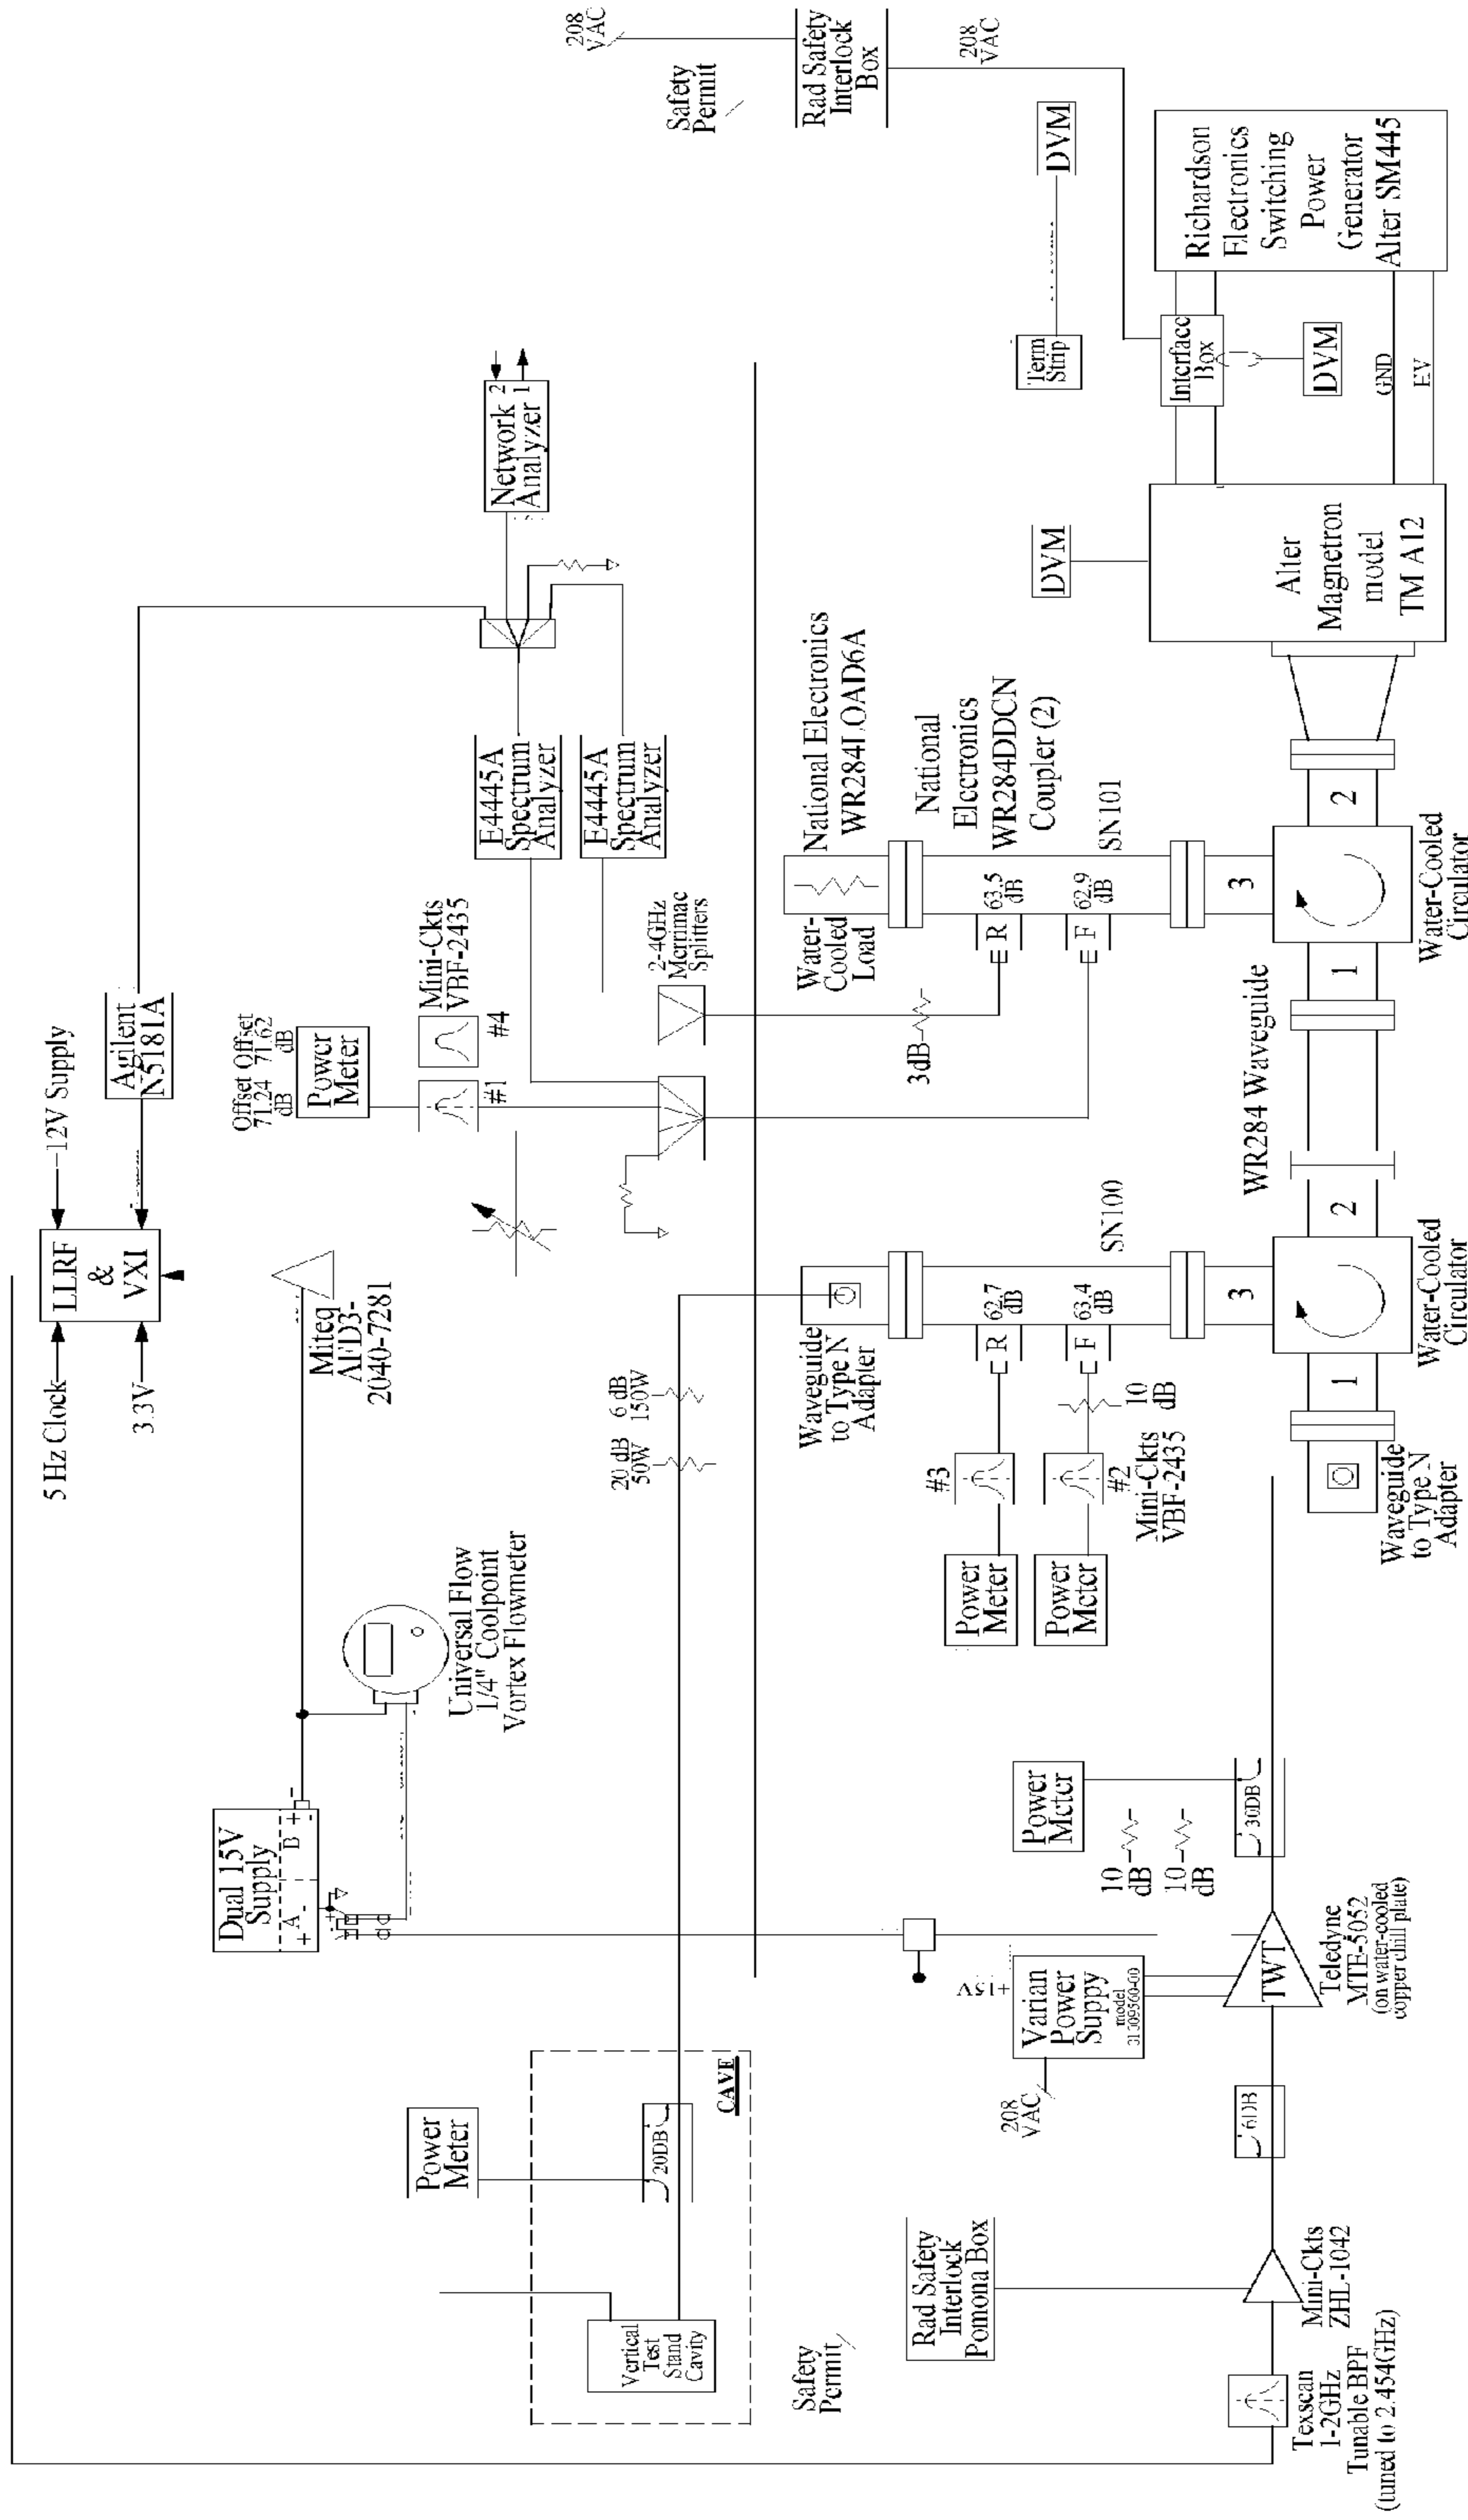 5 Hz Clock
12V Supply
3.3V
LLRF
&
VXI
Agilent
N5181A
Dual 15V
Supply
+ A -
B + -
Miteq
AFD3-
2040-7281
Universal Flow
1/4" Coolpoint
Vortex Flowmeter
Offset Offset
71.24 71.62
dB dB
Power
Meter
Mini-Ckts
VBF-2435
#1
#4
E4445A
Spectrum
Analyzer
E4445A
Spectrum
Analyzer
Network
Analyzer
2
1
208
VAC
Safety
Permit
Rad Safety
Interlock
Box
208
VAC
Power
Meter
20DB
CAVE
Vertical
Test
Stand
Cavity
20 dB
50W
6 dB
150W
2-4GHz
Merrimac
Splitters
3dB
Water-
Cooled
Load
National Electronics
WR284LOAD6A
National
Electronics
WR284DDCN
Coupler (2)
SN101
R
63.5
dB
F
62.9
dB
Waveguide
to Type N
Adapter
SN100
R
62.7
dB
F
63.4
dB
10
dB
#3
#2
Mini-Ckts
VBF-2435
Power
Meter
Power
Meter
Term
Strip
DVM
DVM
DVM
Interface
Box
Richardson
Electronics
Switching
Power
Generator
Alter SM445
GND
Alter
Magnetron
model
TM A12
Safety
Permit
Rad Safety
Interlock
Pomona Box
208
VAC
+15V
Varian
Power
Suppy
model
Power
Meter
10
dB
10
dB
30DB
6DB
TWT
Teledyne
MTE-5052
(on water-cooled
copper chill plate)
Mini-Ckts
ZHL-1042
Texscan
1-2GHz
Tunable BPF
(tuned to 2.454GHz)
Waveguide
to Type N
Adapter
1
2
3
Water-Cooled
Circulator
WR284 Waveguide
1
2
3
Water-Cooled
Circulator